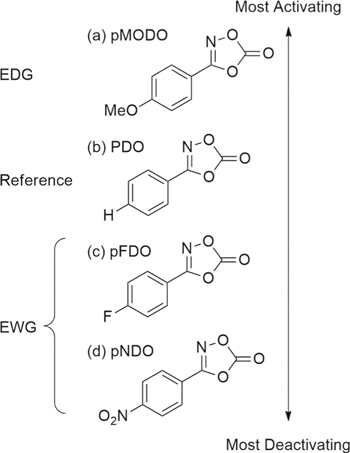 Most Activating
(a) pMODO
N
O
O
O
EDG
MeO
(b) PDO
N
O
O
O
Reference
H
(c) pFDO
N
O
O
O
F
EWG
(d) pNDO
N
O
O
O
O₂N
Most Deactivating